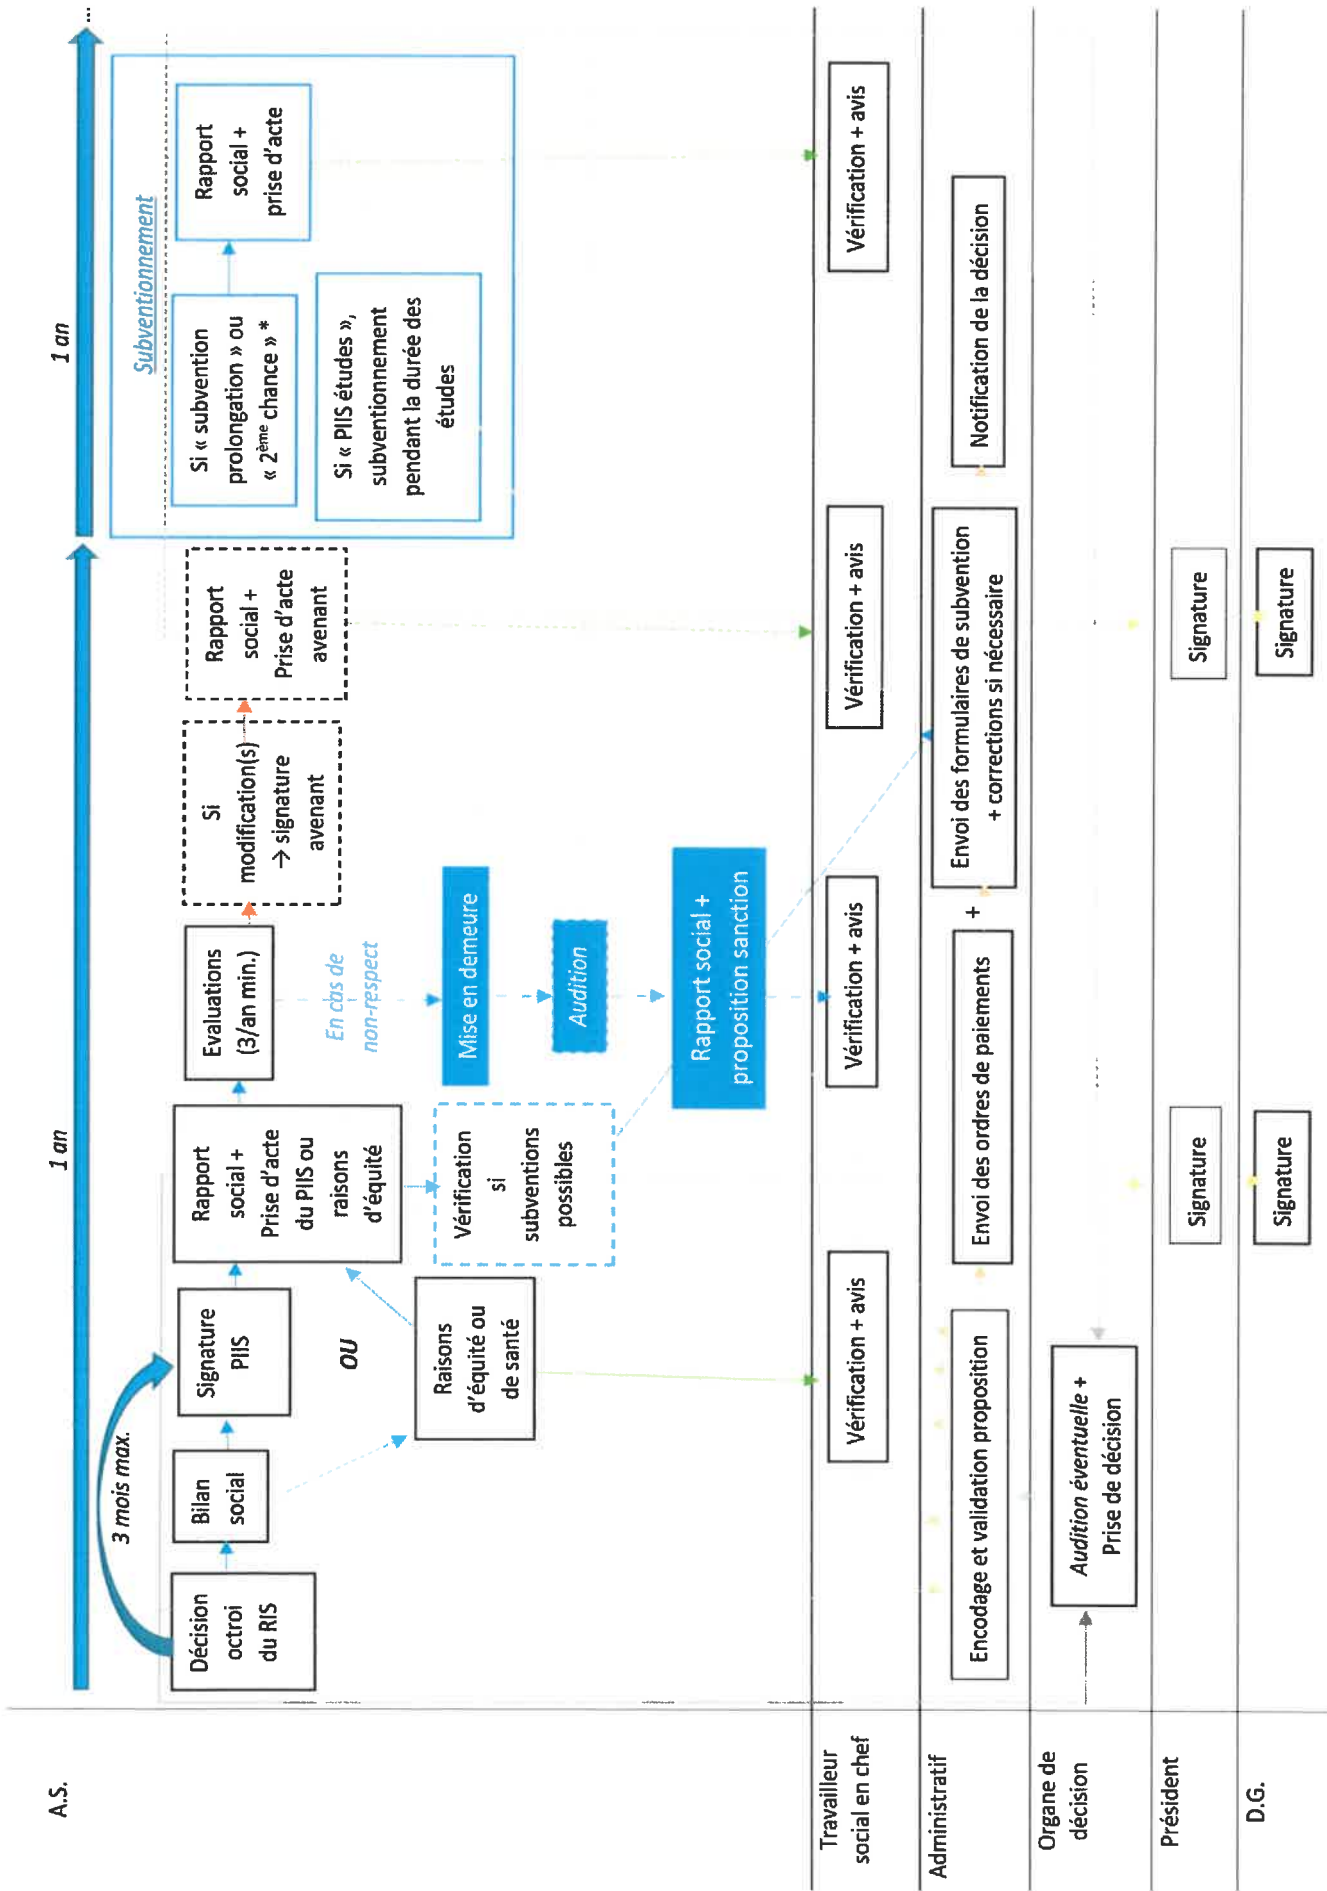 A.S.
1 an
1 an
...
3 mois max.
Décision
octroi
du RIS
Bilan
social
Signature
PIIS
OU
Raisons
d'équité ou
de santé
Rapport
social +
Prise d'acte
du PIIS ou
raisons
d'équité
Vérification
si
subventions
possibles
Evaluations
(3/an min.)
En cas de
non-respect
Mise en demeure
Audition
Rapport social +
proposition sanction
Si
modification(s)
→ signature
avenant
Rapport
social +
Prise d'acte
avenant
Subventionnement
Si « subvention
prolongation » ou
« 2ème chance » *
Rapport
social +
prise d'acte
Si « PIIS études »,
subventionnement
pendant la durée des
études
Travailleur
social en chef
Vérification + avis
Vérification + avis
Vérification + avis
Vérification + avis
Administratif
Encodage et validation proposition
Envoi des ordres de paiements
+
Envoi des formulaires de subvention
+ corrections si nécessaire
Notification de la décision
Organe de
décision
Audition éventuelle +
Prise de décision
Président
Signature
Signature
D.G.
Signature
Signature